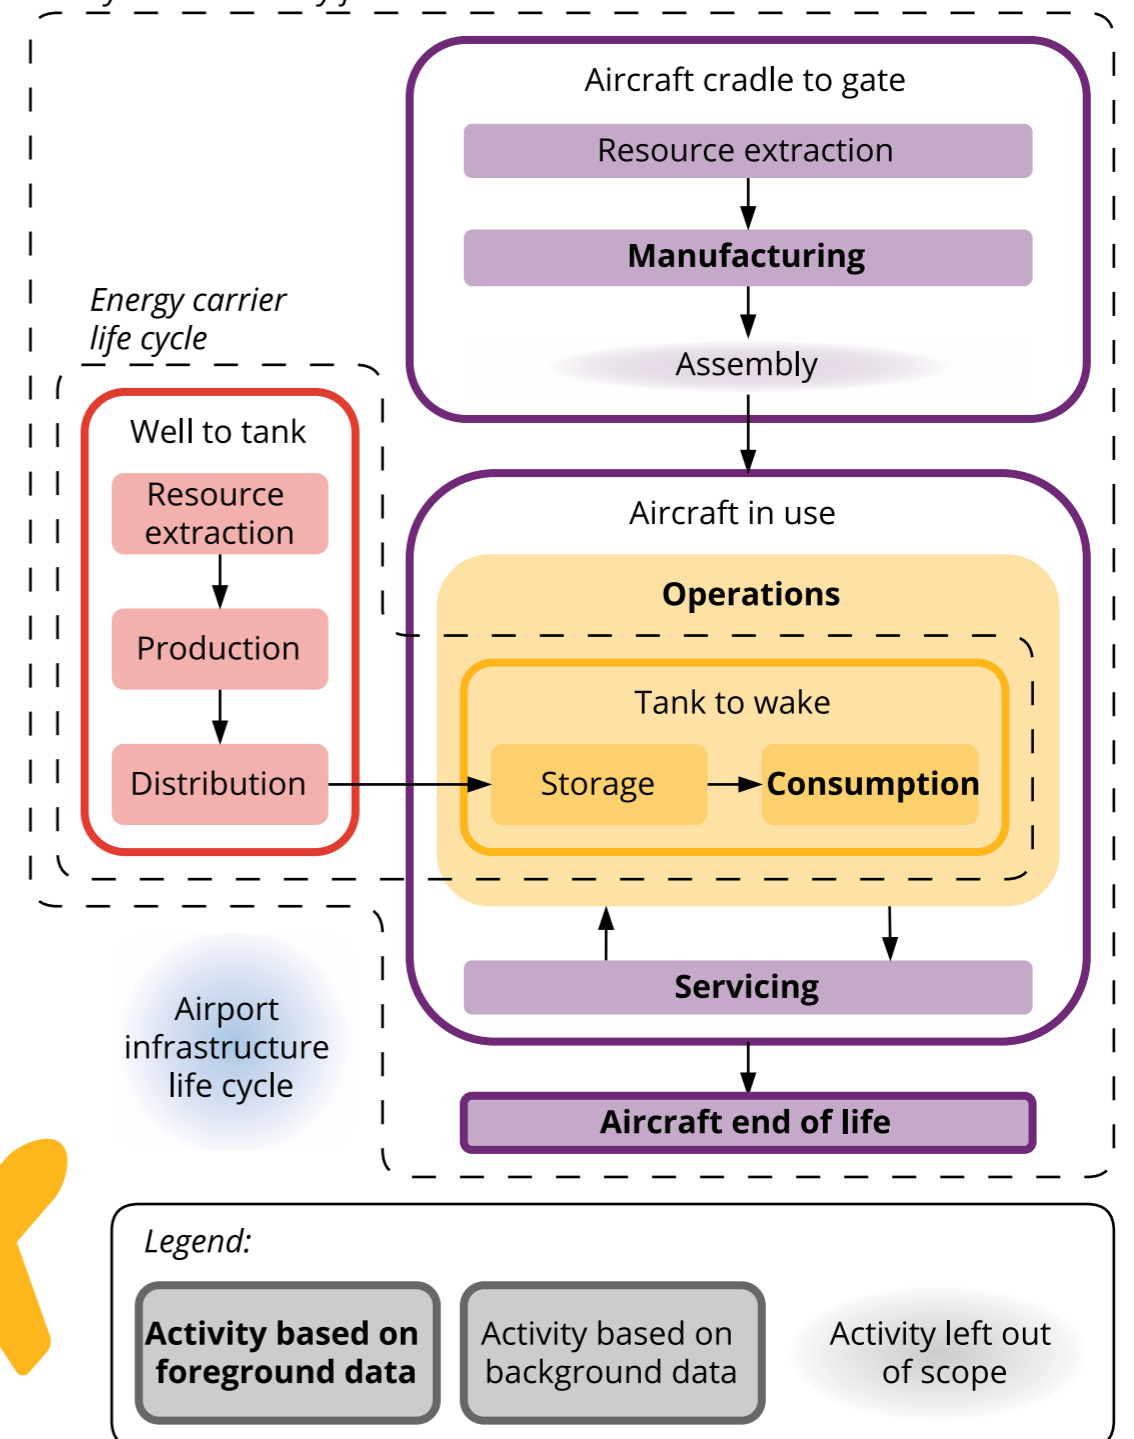 Aircraft cradle to gate
Resource extraction
Manufacturing
Assembly
Energy carrier
life cycle
Well to tank
Resource
extraction
Production
Distribution
Aircraft in use
Operations
Tank to wake
Storage
Consumption
Servicing
Aircraft end of life
Airport
infrastructure
life cycle
Legend:
Activity based on
foreground data
Activity based on
background data
Activity left out
of scope